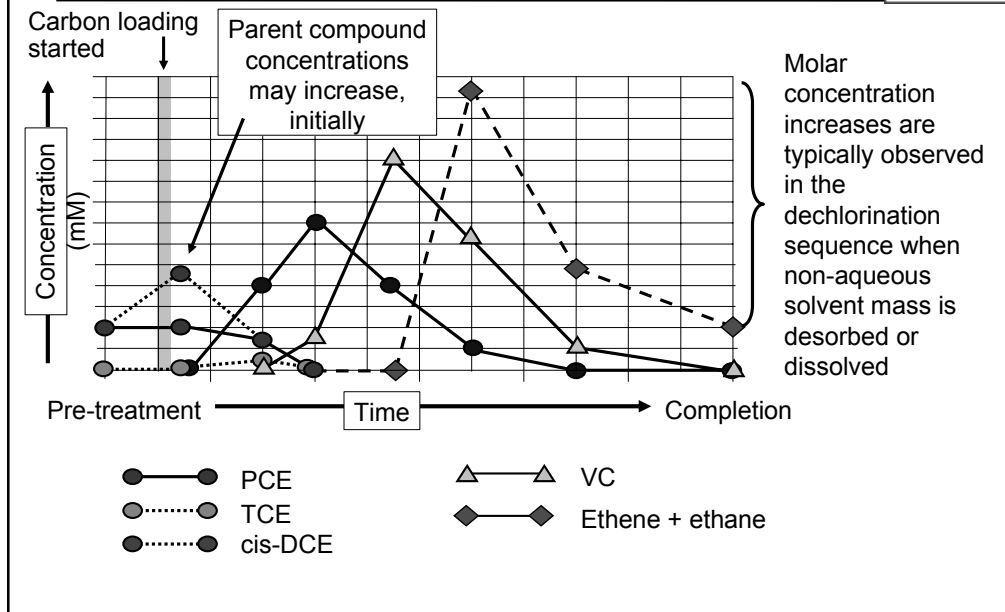 Carbon loading
started
Parent compound
concentrations
may increase,
initially
Concentration
(mM)
Molar
concentration
increases are
typically observed
in the
dechlorination
sequence when
non-aqueous
solvent mass is
desorbed or
dissolved
Pre-treatment
Time
Completion
PCE
TCE
cis-DCE
VC
Ethene + ethane